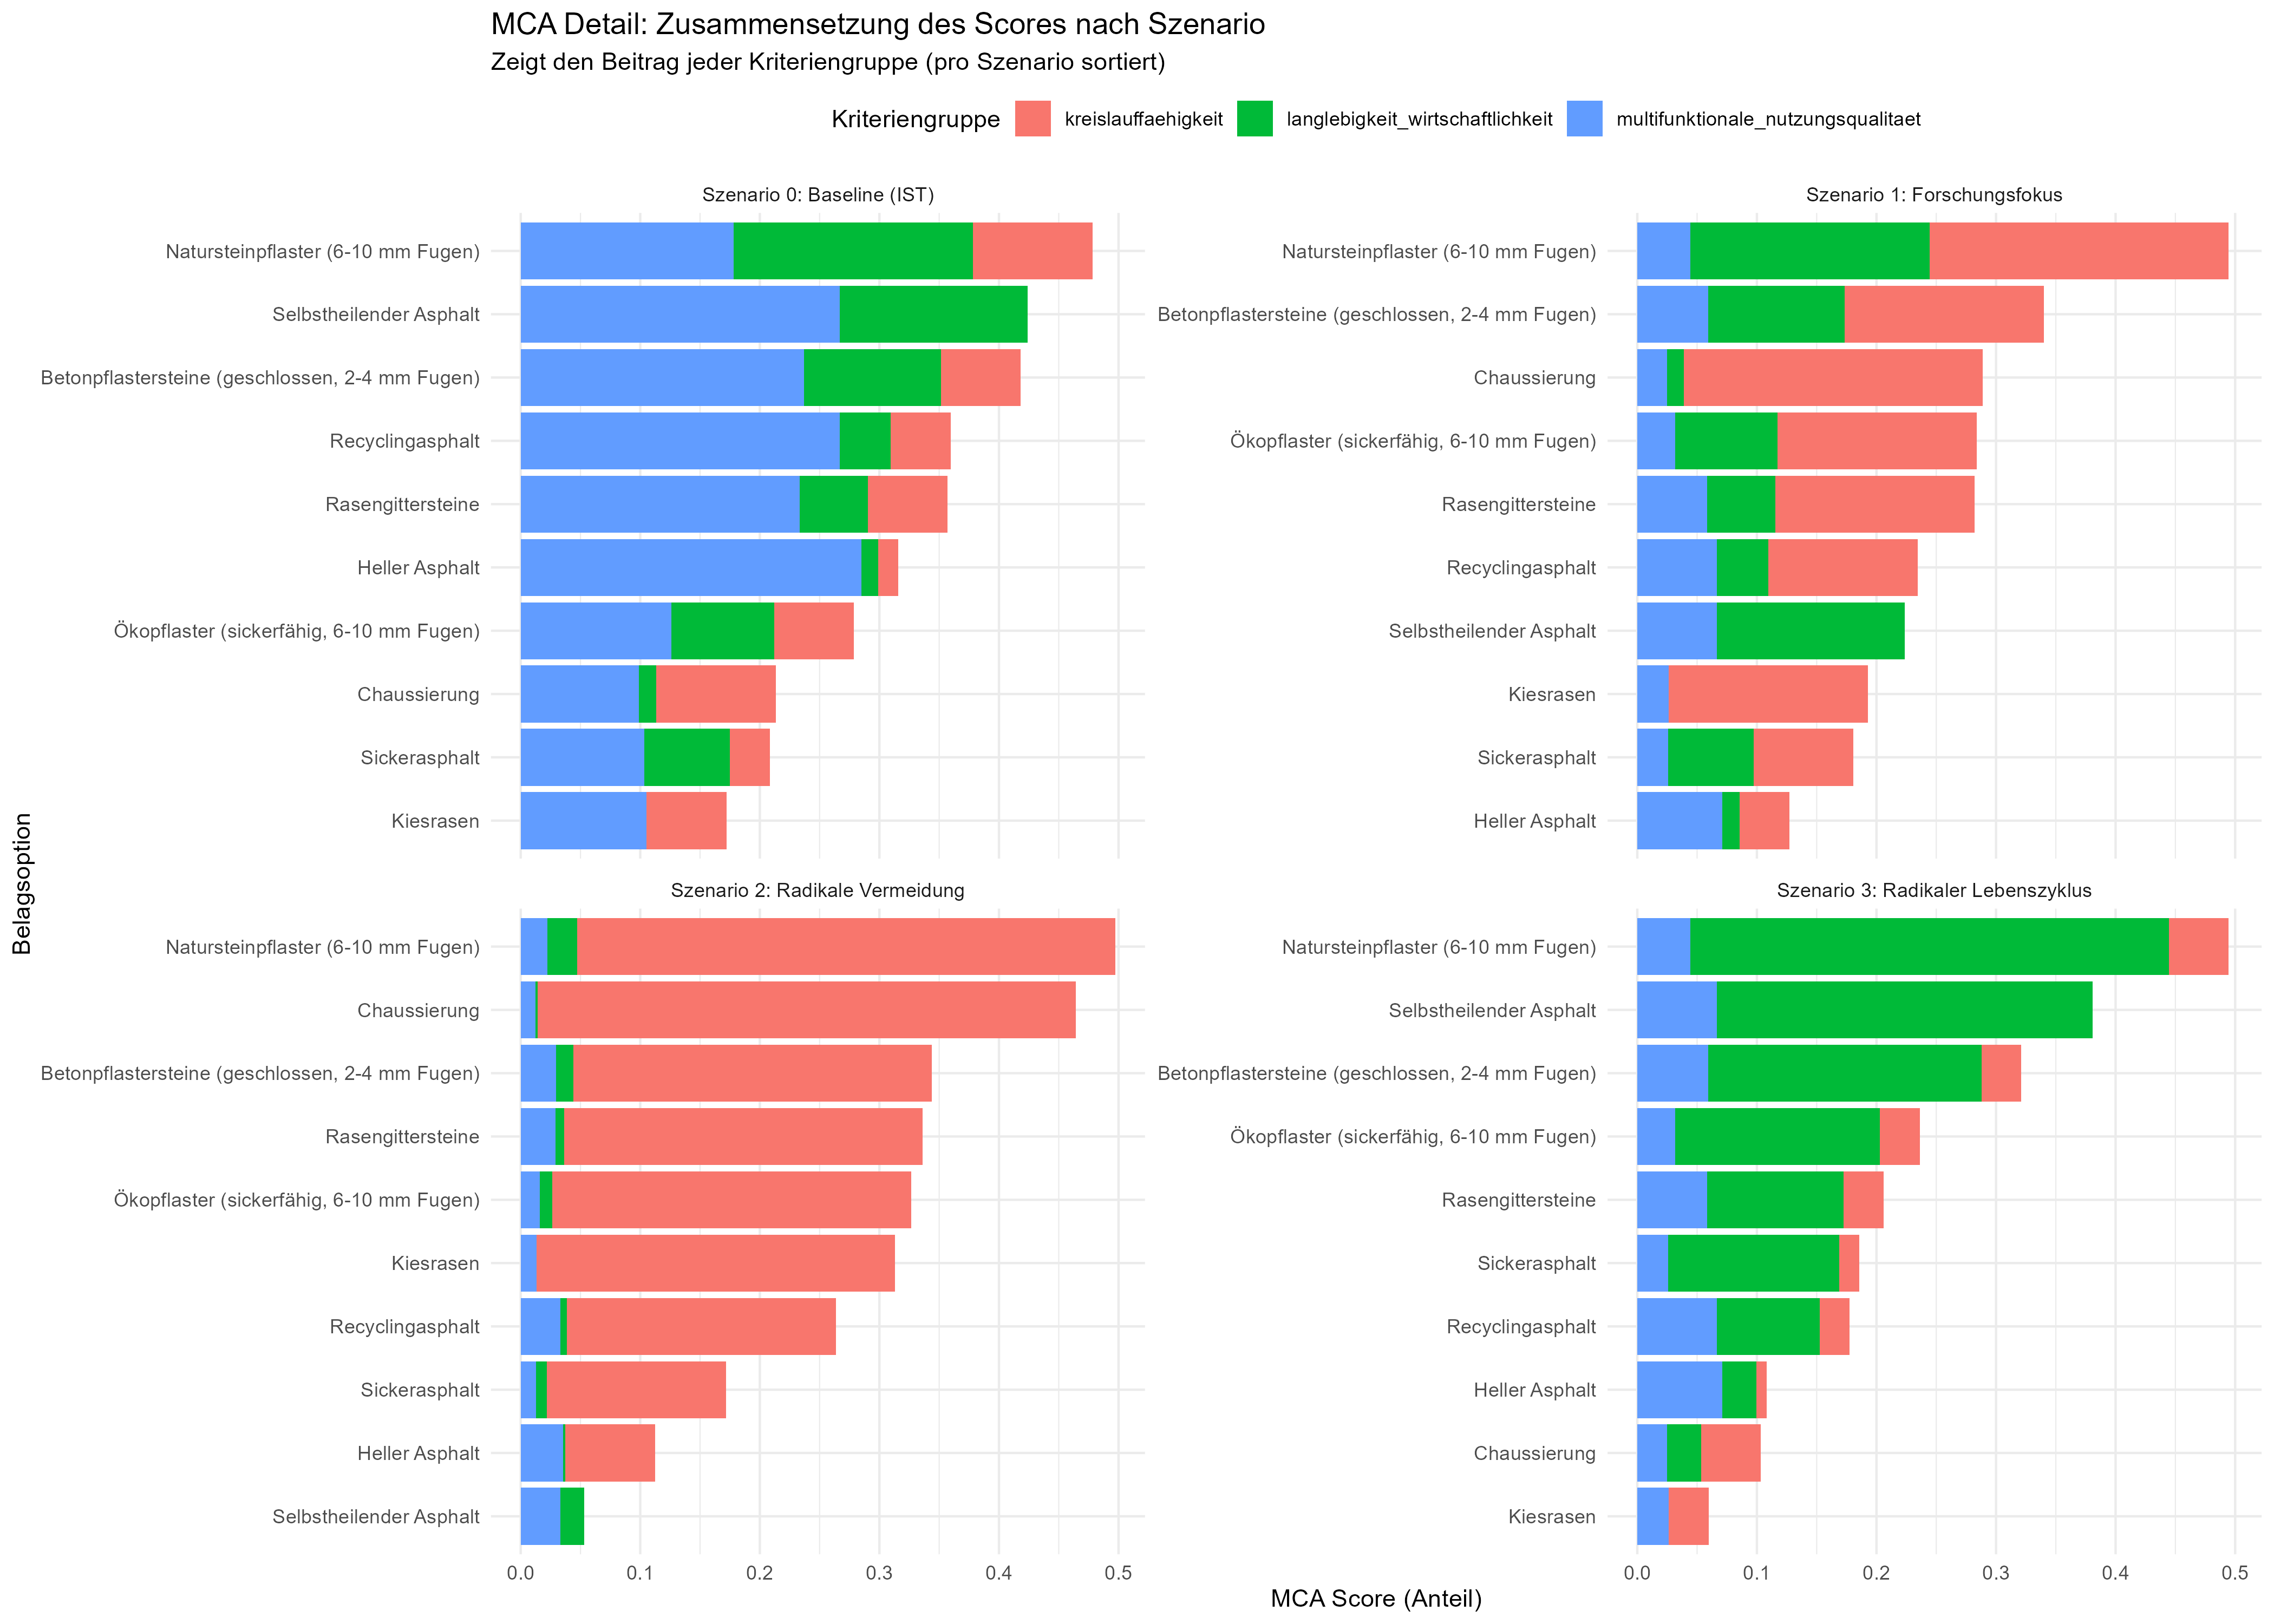 MCA Detail: Zusammensetzung des Scores nach Szenario
Zeigt den Beitrag jeder Kriteriengruppe (pro Szenario sortiert)
Kriteriengruppe kreislauffaehigkeit langlebigkeit_wirtschaftlichkeit multifunktionale_nutzungsqualitaet
Szenario 0: Baseline (IST)
Natursteinpflaster (6-10 mm Fugen)
Selbstheilender Asphalt
Betonpflastersteine (geschlossen, 2-4 mm Fugen)
Recyclingasphalt
Rasengittersteine
Heller Asphalt
Ökopflaster (sickerfähig, 6-10 mm Fugen)
Chaussierung
Sickerasphalt
Kiesrasen
Szenario 1: Forschungsfokus
Natursteinpflaster (6-10 mm Fugen)
Betonpflastersteine (geschlossen, 2-4 mm Fugen)
Chaussierung
Ökopflaster (sickerfähig, 6-10 mm Fugen)
Rasengittersteine
Recyclingasphalt
Selbstheilender Asphalt
Kiesrasen
Sickerasphalt
Heller Asphalt
Belagsoption
Szenario 2: Radikale Vermeidung
Natursteinpflaster (6-10 mm Fugen)
Chaussierung
Betonpflastersteine (geschlossen, 2-4 mm Fugen)
Rasengittersteine
Ökopflaster (sickerfähig, 6-10 mm Fugen)
Kiesrasen
Recyclingasphalt
Sickerasphalt
Heller Asphalt
Selbstheilender Asphalt
0.0 0.1 0.2 0.3 0.4 0.5
Szenario 3: Radikaler Lebenszyklus
Natursteinpflaster (6-10 mm Fugen)
Selbstheilender Asphalt
Betonpflastersteine (geschlossen, 2-4 mm Fugen)
Ökopflaster (sickerfähig, 6-10 mm Fugen)
Rasengittersteine
Sickerasphalt
Recyclingasphalt
Heller Asphalt
Chaussierung
Kiesrasen
0.0 0.1 0.2 0.3 0.4 0.5
MCA Score (Anteil)